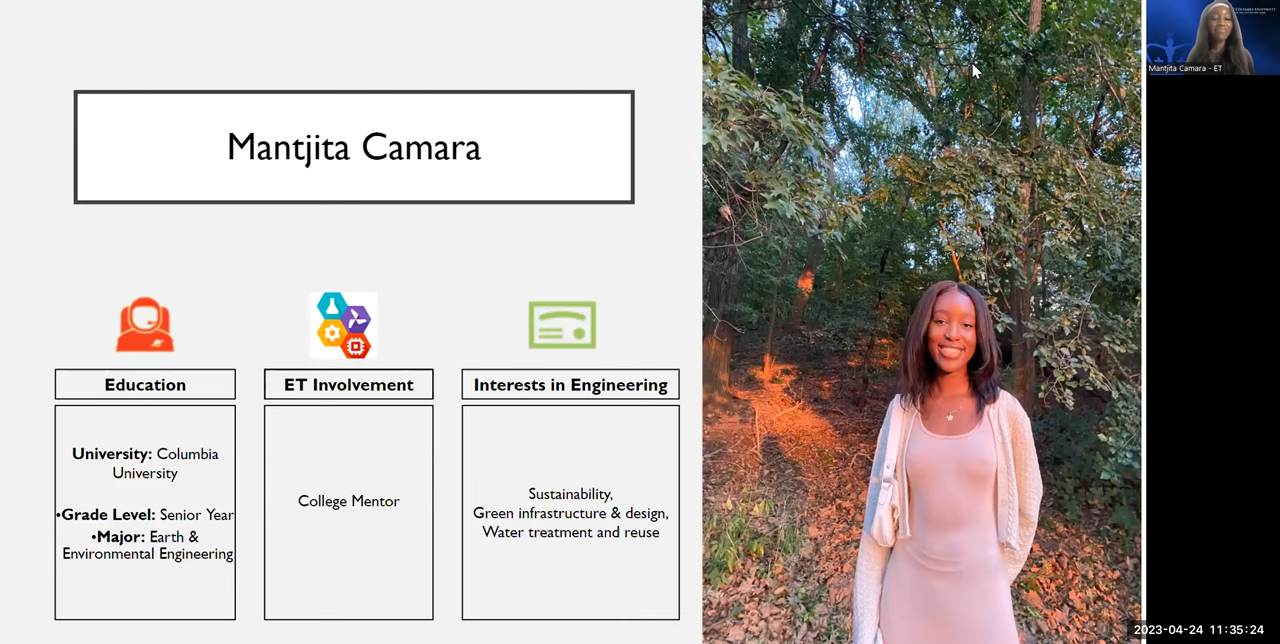 Mantjita Camara
Education
University: Columbia
University
•Grade Level: Senior Year
•Major: Earth &
Environmental Engineering
ET Involvement
College Mentor
Interests in Engineering
Sustainability,
Green infrastructure & design,
Water treatment and reuse
COLUMBIA UNIVERSITY
Mantjita Camara - ET
2023-04-24 11:35:24